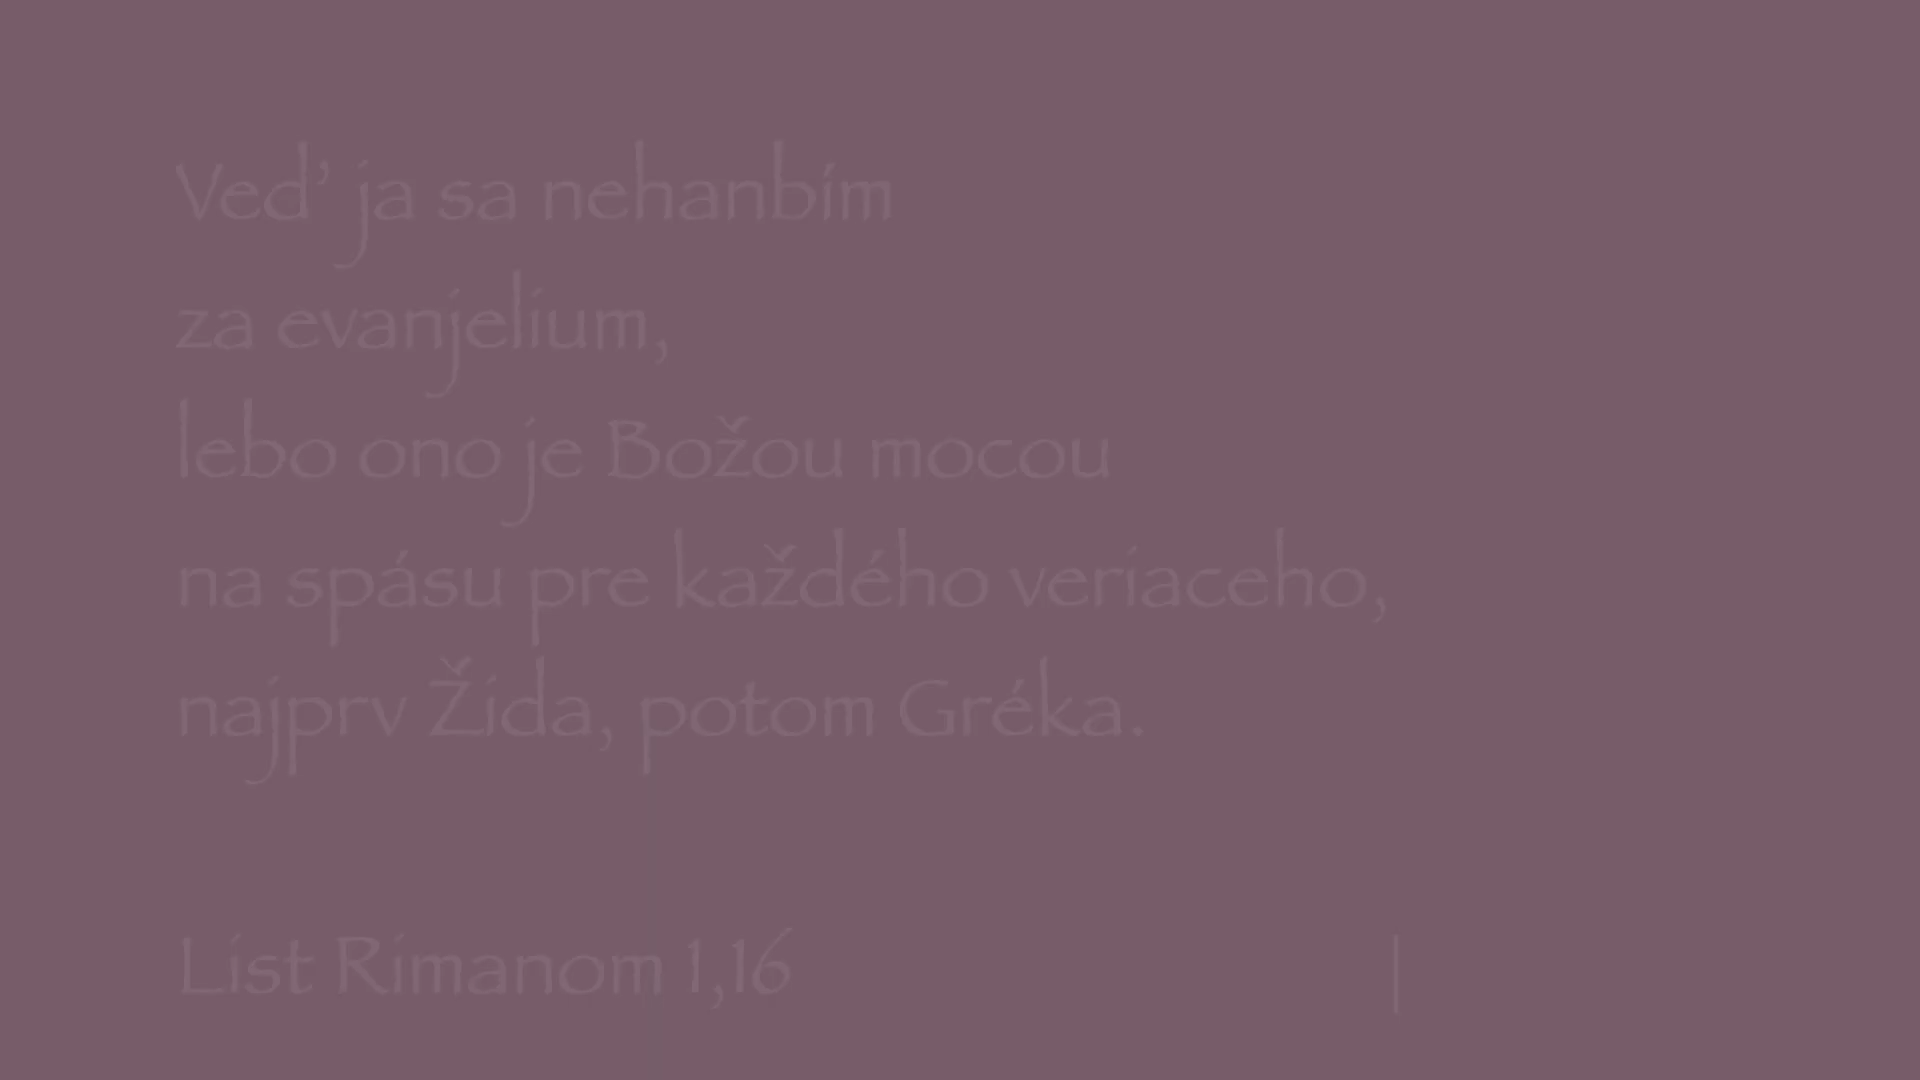 Veď ja sa nehanbím
za evanjelium,
lebo ono je Božou mocou
na spásu pre každého veriaceho,
najprv Žida, potom Gréka.
List Rimanom 1,16 |